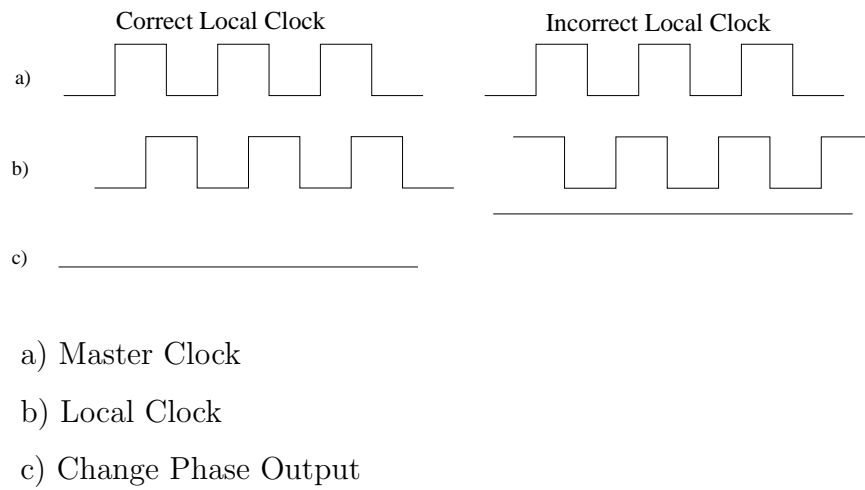 Correct Local Clock
Incorrect Local Clock
a)
b)
c)
a) Master Clock
b) Local Clock
c) Change Phase Output